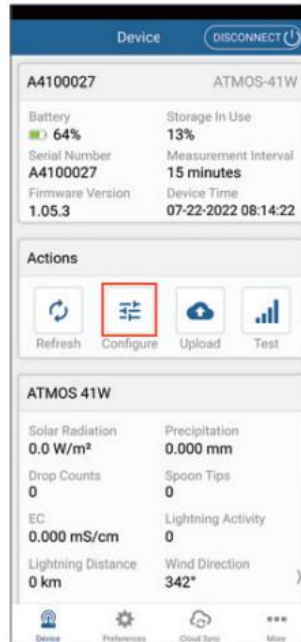 Device
DISCONNECT
A4100027 ATMOS-41W
Battery Storage In Use
64% 13%
Serial Number Measurement Interval
A4100027 15 minutes
Firmware Version Device Time
1.05.3 07-22-2022 08:14:22
Actions
Refresh Configure Upload Test
ATMOS 41W
Solar Radiation Precipitation
0.0 W/m² 0.000 mm
Drop Counts Spoon Tips
0 0
EC Lightning Activity
0.000 mS/cm 0
Lightning Distance Wind Direction
0 km 342°
Device Preferences Cloud Sync More